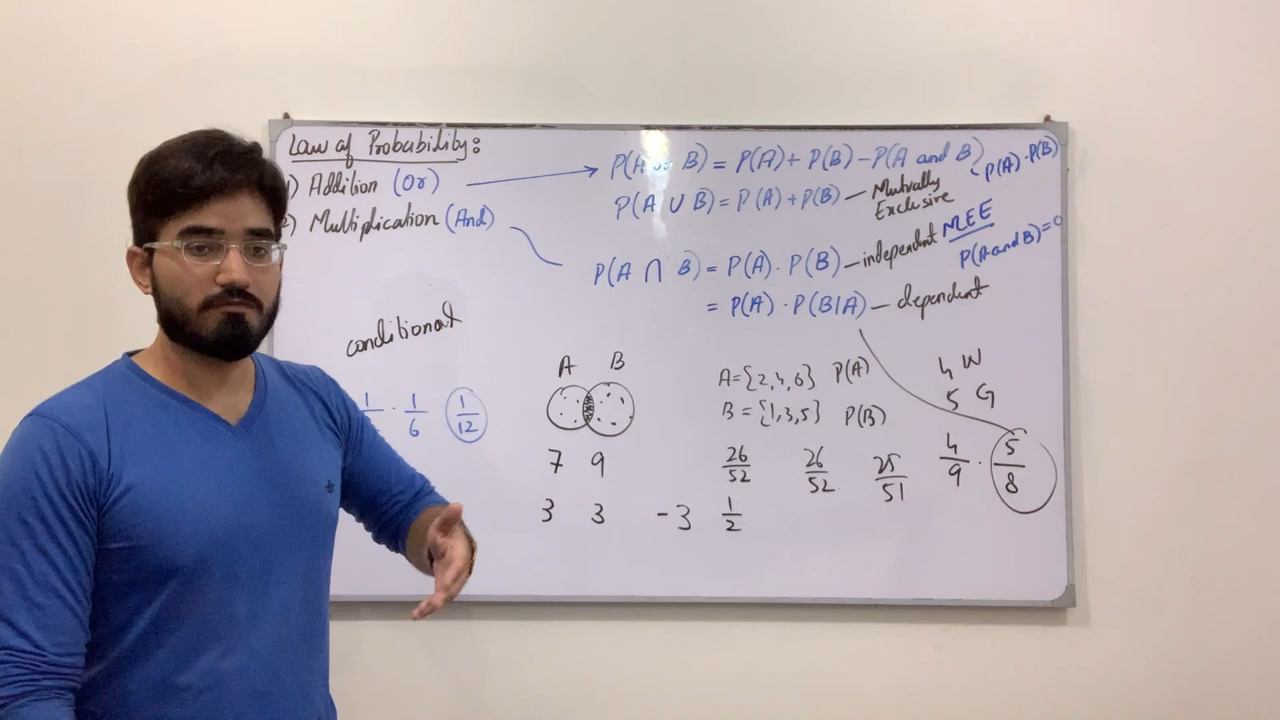 Law of Probability:
1) Addition (Or)
2) Multiplication (And)
P(A or B) = P(A) + P(B) - P(A and B)
P(A) · P(B)
P(A ∪ B) = P(A) + P(B) – Mutually
Exclusive
P(A ∩ B) = P(A) · P(B) – independent
MEE
P(A and B) = 0
= P(A) · P(B|A) – dependent
conditional
A B
A = {2,4,6} P(A)
B = {1,3,5} P(B)
4 W
5 G
· 1/6 1/12
7 9
3 3 -3 1/2
26/52 26/52 25/51
4/9 · 5/8